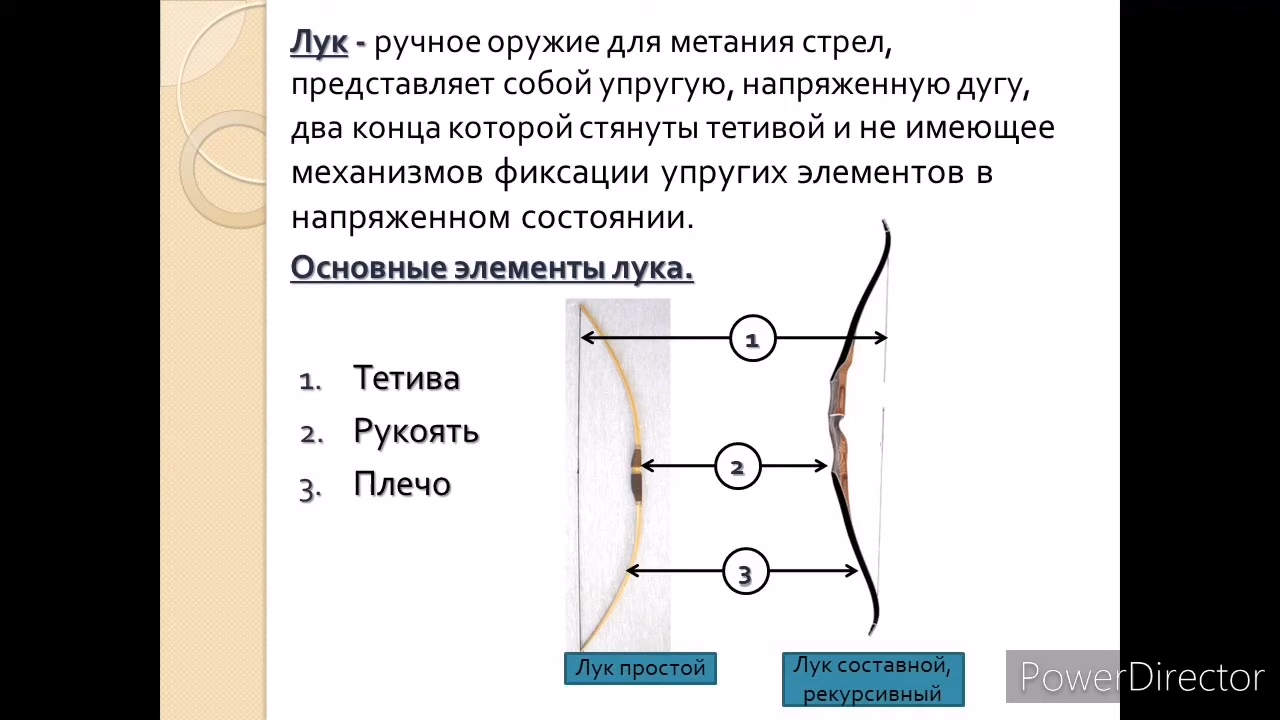 Лук - ручное оружие для метания стрел,
представляет собой упругую, напряженную дугу,
два конца которой стянуты тетивой и не имеющее
механизмов фиксации упругих элементов в
напряженном состоянии.
Основные элементы лука.
1. Тетива
2. Рукоять
3. Плечо
1
2
3
Лук простой
Лук составной,
рекурсивный
PowerDirector